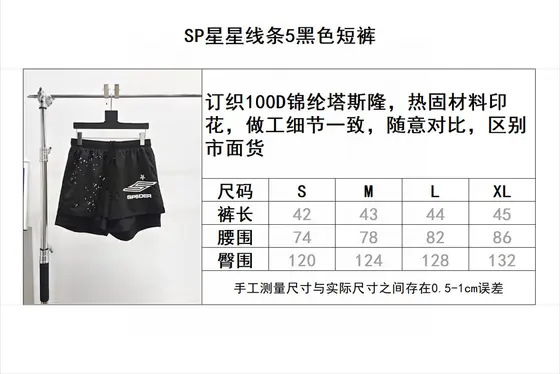 SP星星线条5黑色短裤
订织100D锦纶塔斯隆，热固材料印
花，做工细节一致，随意对比，区别
市面货
尺码 S M L XL
裤长 42 43 44 45
腰围 74 78 82 86
臀围 120 124 128 132
手工测量尺寸与实际尺寸之间存在0.5-1cm误差
SPEDER